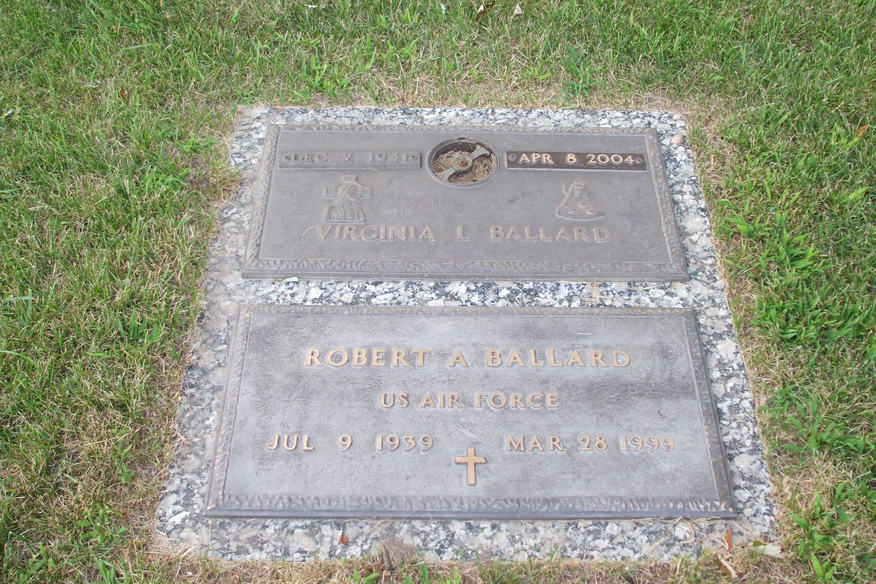 DEC 2 1941 APR 8 2004
VIRGINIA L BALLARD
ROBERT A BALLARD
US AIR FORCE
JUL 9 1939 MAR 28 1999